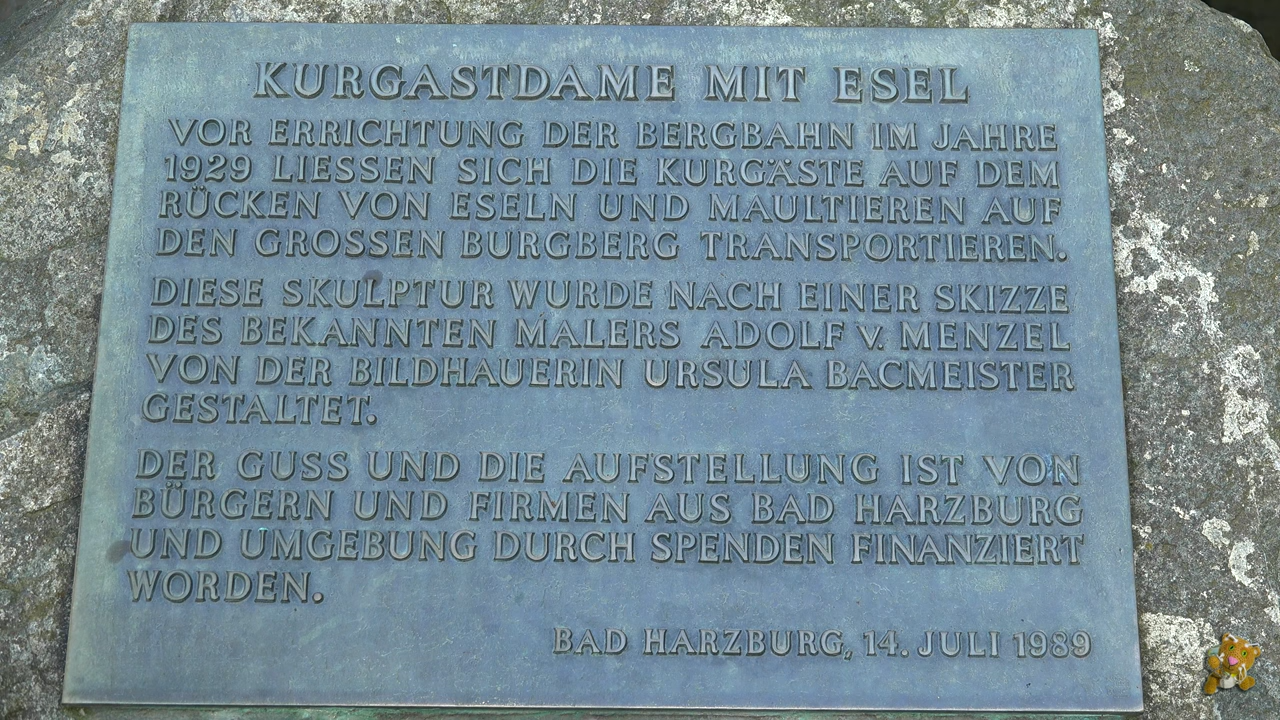 KURGASTDAME MIT ESEL
VOR ERRICHTUNG DER BERGBAHN IM JAHRE
1929 LIESSEN SICH DIE KURGÄSTE AUF DEM
RÜCKEN VON ESELN UND MAULTIEREN AUF
DEN GROSSEN BURGBERG TRANSPORTIEREN.
DIESE SKULPTUR WURDE NACH EINER SKIZZE
DES BEKANNTEN MALERS ADOLF V. MENZEL
VON DER BILDHAUERIN URSULA BACMEISTER
GESTALTET.
DER GUSS UND DIE AUFSTELLUNG IST VON
BÜRGERN UND FIRMEN AUS BAD HARZBURG
UND UMGEBUNG DURCH SPENDEN FINANZIERT
WORDEN.
BAD HARZBURG, 14. JULI 1989